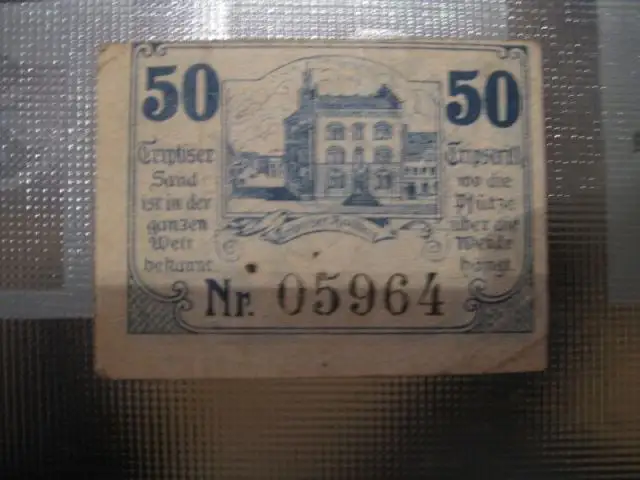 50
50
Triptiser
Sand
ist in der
ganzen
Welt
bekannt.
wo die
Pfütze
über die
Weide
hängt.
Nr. 05964